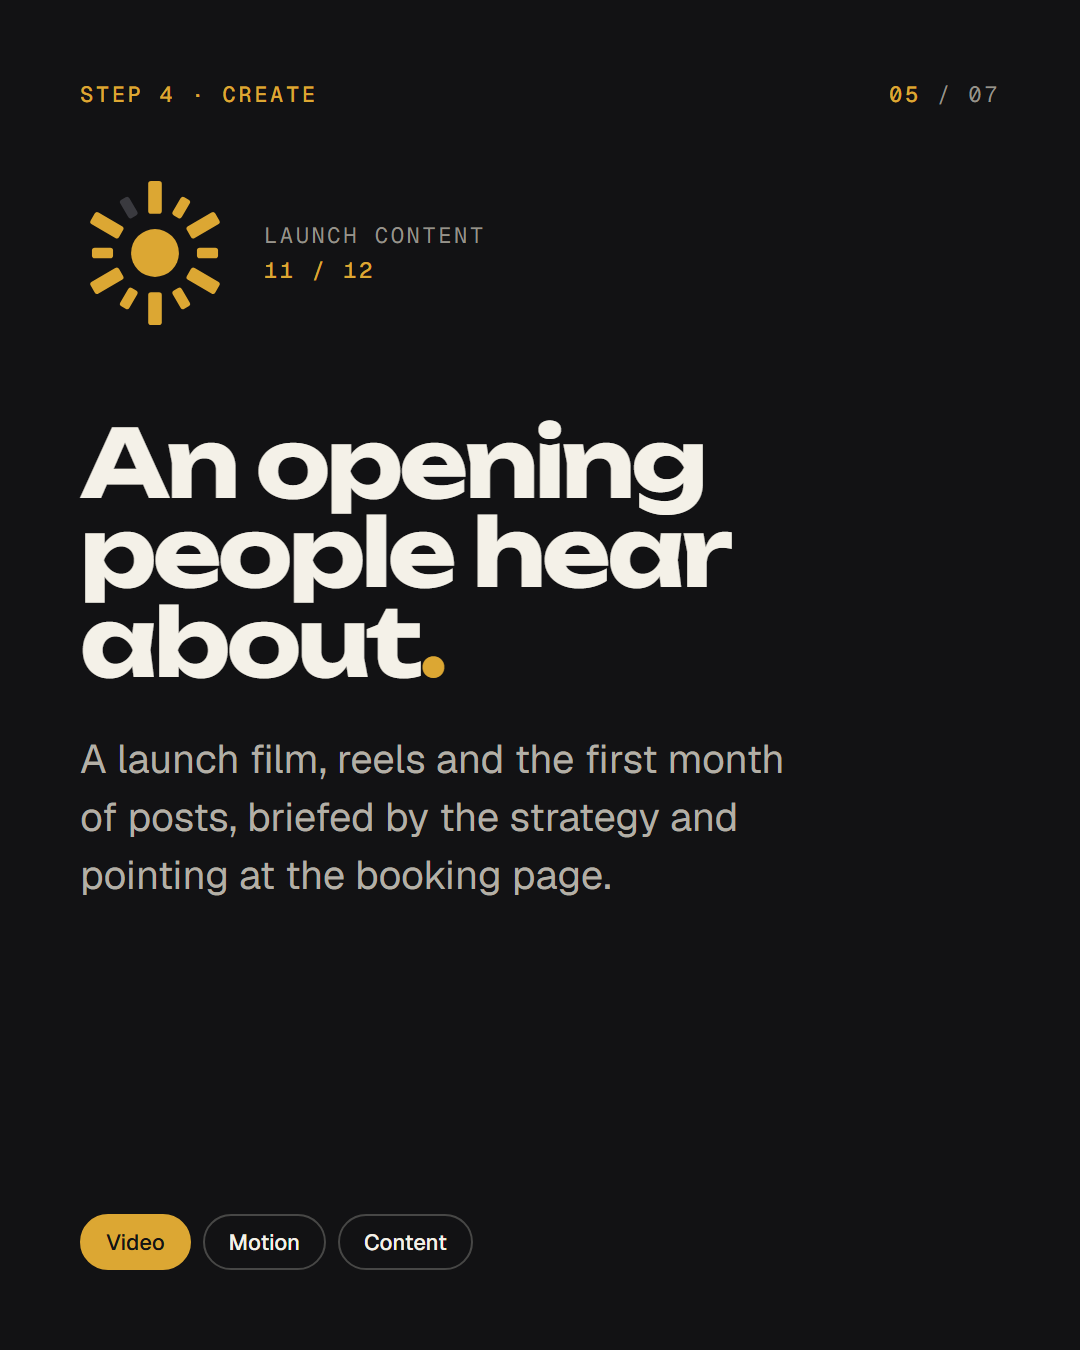 STEP 4 · CREATE
05 / 07
LAUNCH CONTENT
11 / 12
An opening
people hear
about.
A launch film, reels and the first month
of posts, briefed by the strategy and
pointing at the booking page.
Video
Motion
Content